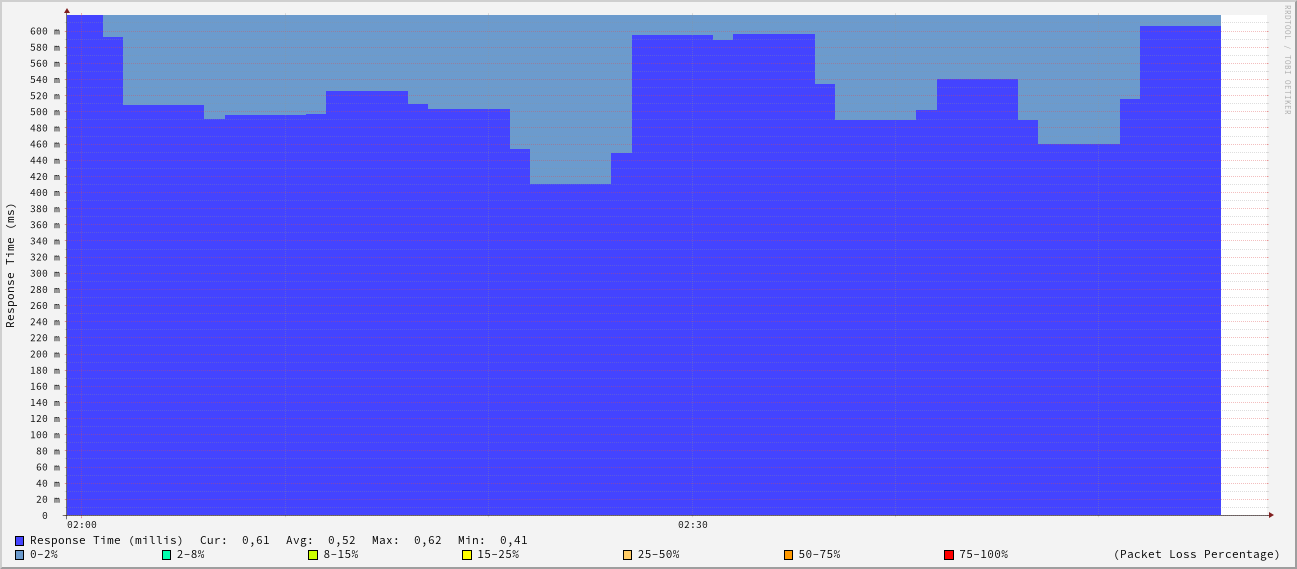 RRDTOOL / TOBI OETIKER
Response Time (ms)
600 m
580 m
560 m
540 m
520 m
500 m
480 m
460 m
440 m
420 m
400 m
380 m
360 m
340 m
320 m
300 m
280 m
260 m
240 m
220 m
200 m
180 m
160 m
140 m
120 m
100 m
80 m
60 m
40 m
20 m
0
02:00 02:30
Response Time (millis) Cur: 0,61 Avg: 0,52 Max: 0,62 Min: 0,41
0-2% 2-8% 8-15% 15-25% 25-50% 50-75% 75-100% (Packet Loss Percentage)